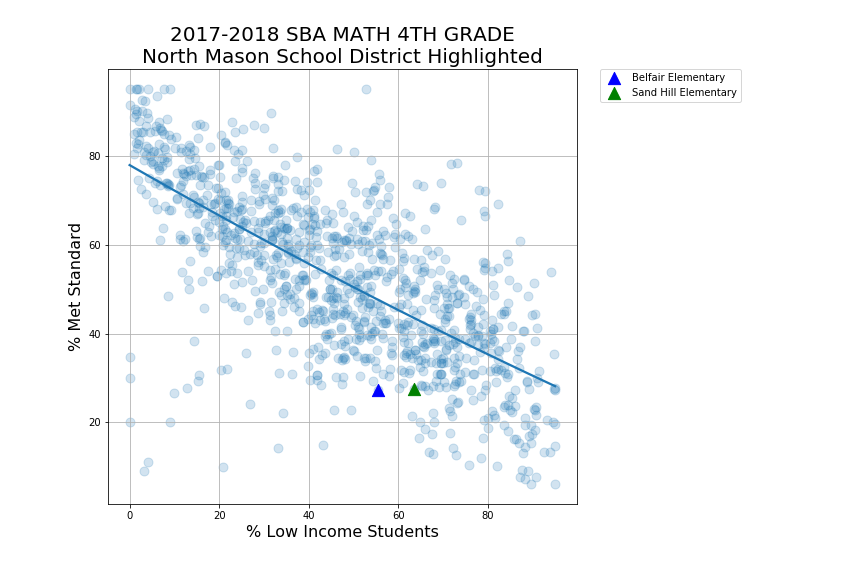 2017-2018 SBA MATH 4TH GRADE
North Mason School District Highlighted
Belfair Elementary
Sand Hill Elementary
% Met Standard
80
60
40
20
0 20 40 60 80
% Low Income Students